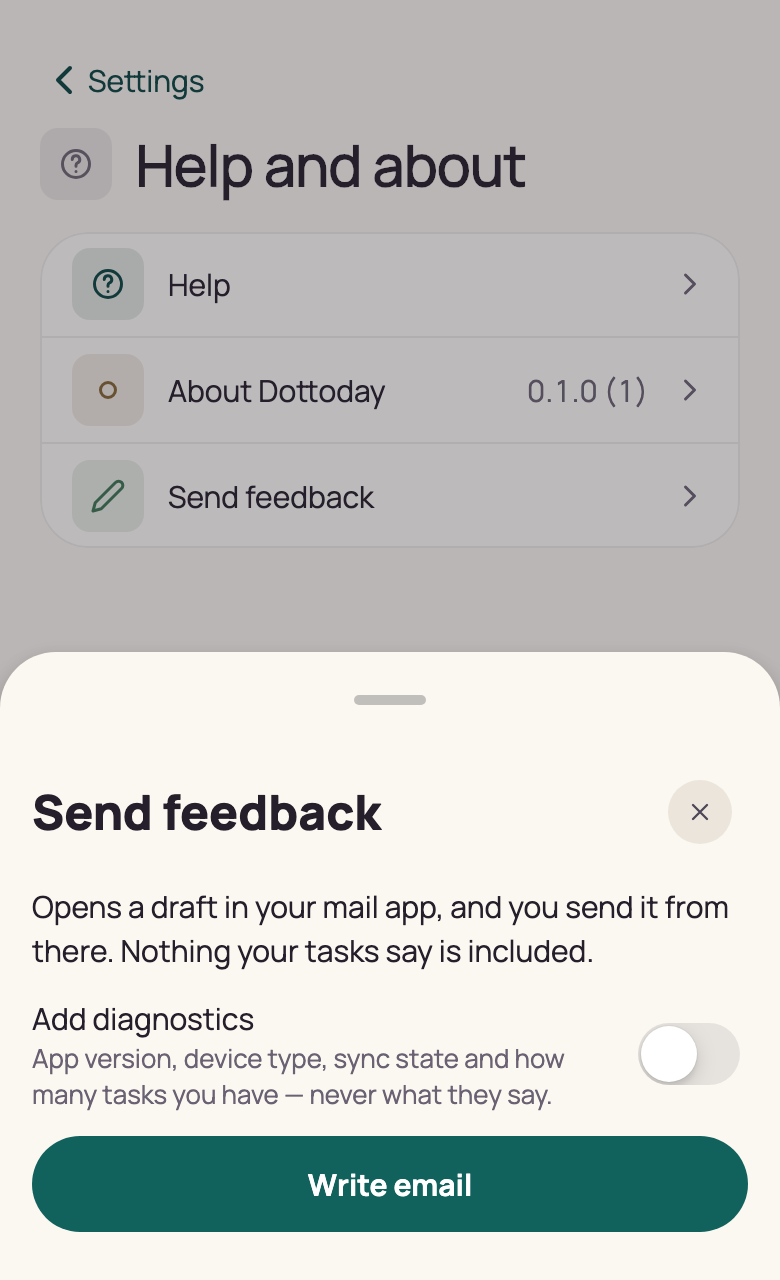 Settings
Help and about
Help
About Dottoday 0.1.0 (1)
Send feedback
Send feedback
Opens a draft in your mail app, and you send it from
there. Nothing your tasks say is included.
Add diagnostics
App version, device type, sync state and how
many tasks you have — never what they say.
Write email